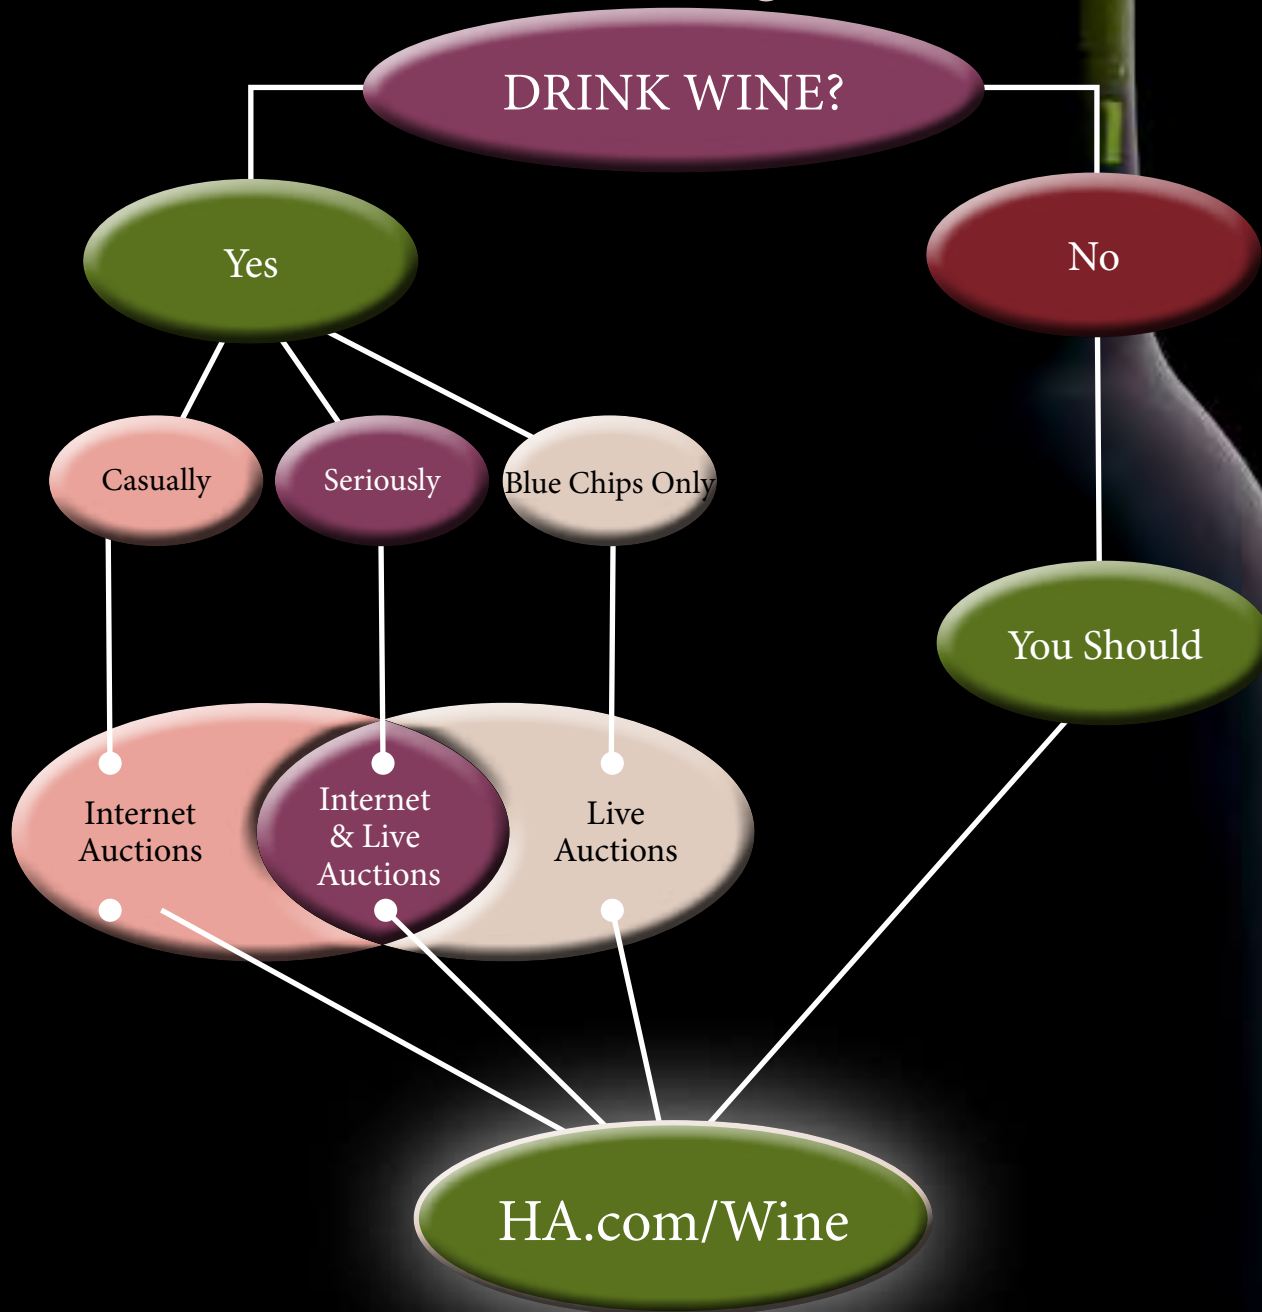 DRINK WINE?
Yes
No
Casually
Seriously
Blue Chips Only
You Should
Internet
Auctions
Internet
& Live
Auctions
Live
Auctions
HA.com/Wine